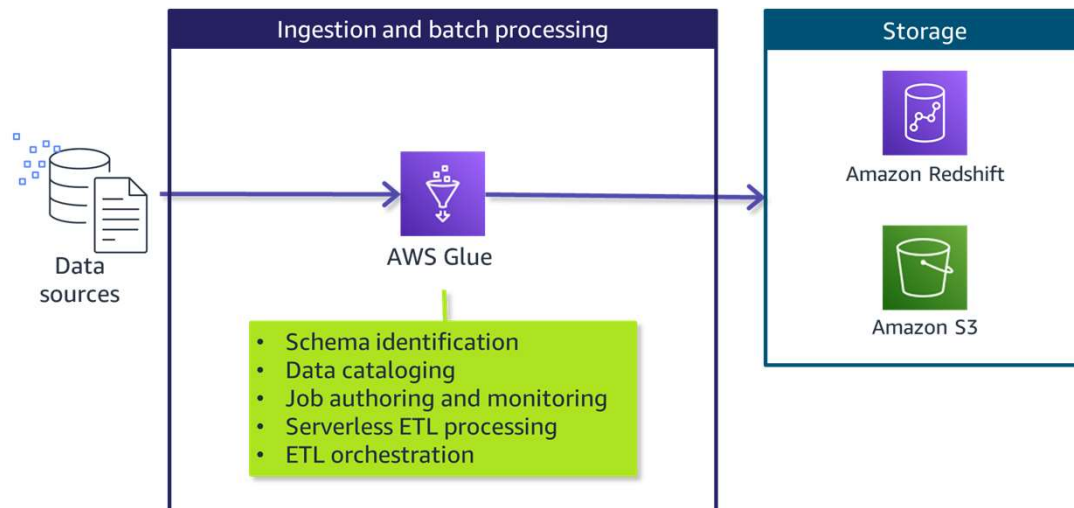 Ingestion and batch processing
Storage
Amazon Redshift
AWS Glue
Data
sources
Amazon S3
• Schema identification
• Data cataloging
• Job authoring and monitoring
• Serverless ETL processing
• ETL orchestration